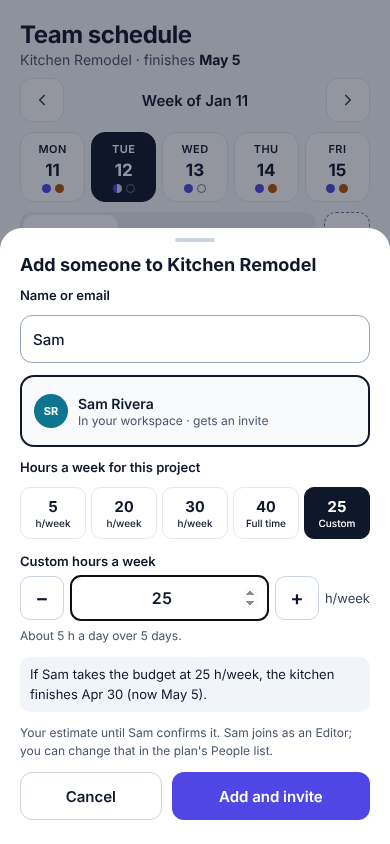 Team schedule
Kitchen Remodel · finishes May 5
Week of Jan 11
MON TUE WED THU FRI
11 12 13 14 15
Add someone to Kitchen Remodel
Name or email
Sam
SR
Sam Rivera
In your workspace · gets an invite
Hours a week for this project
5 20 30 40 25
h/week h/week h/week Full time Custom
Custom hours a week
− 25 + h/week
About 5 h a day over 5 days.
If Sam takes the budget at 25 h/week, the kitchen
finishes Apr 30 (now May 5).
Your estimate until Sam confirms it. Sam joins as an Editor;
you can change that in the plan's People list.
Cancel Add and invite